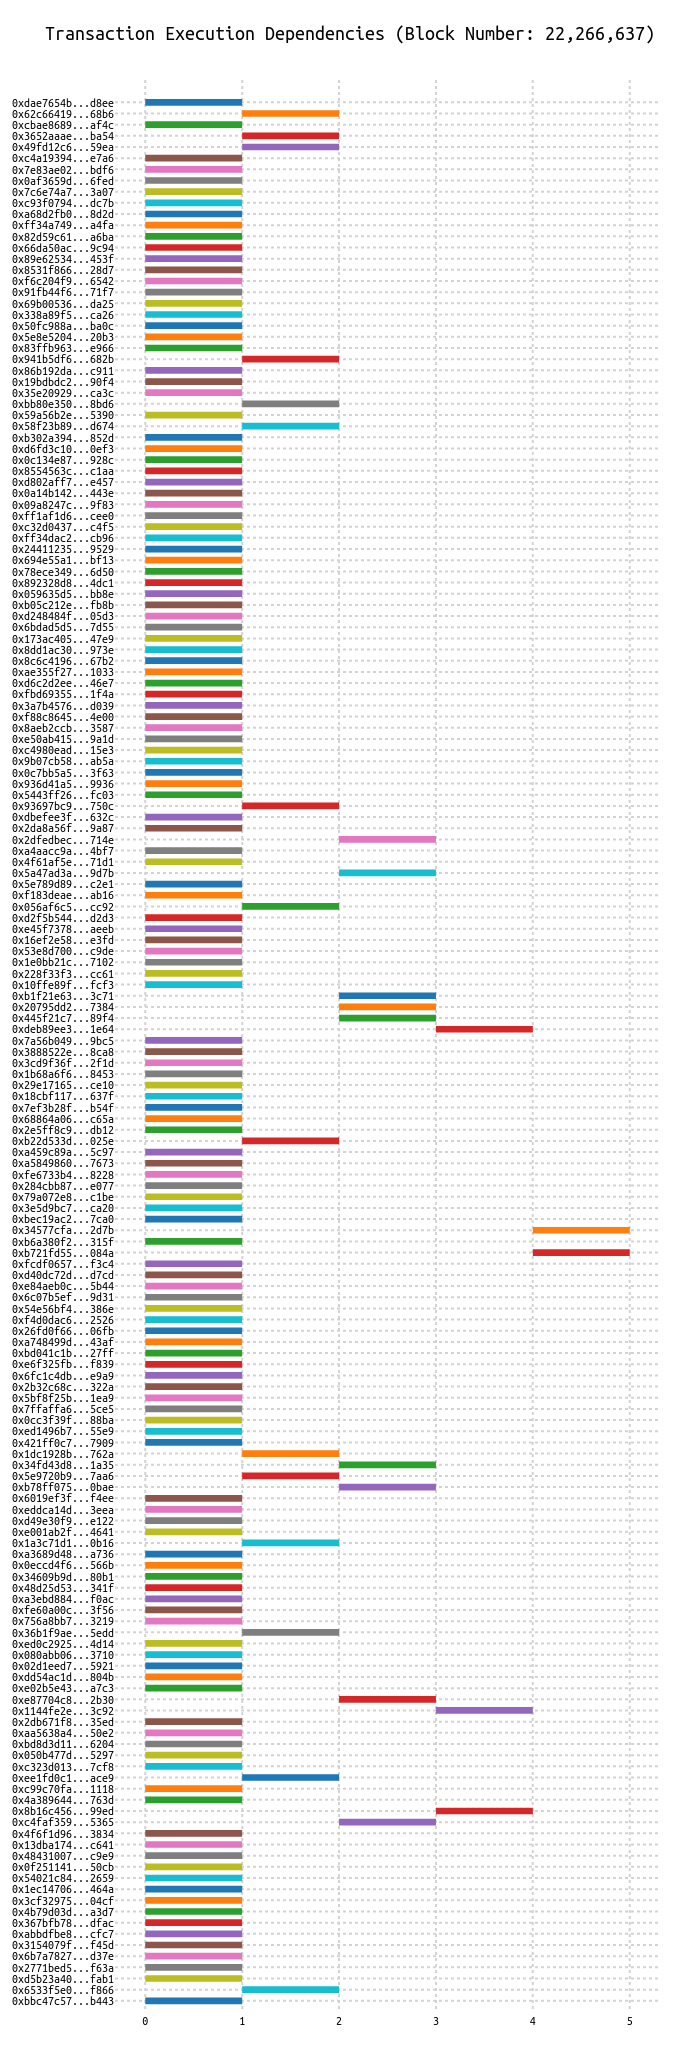 Transaction Execution Dependencies (Block Number: 22,266,637)
0xdae7654b...d8ee
0x62c66419...68b6
0xcbae8689...af4c
0x3652aaae...ba54
0x49fd12c6...59ea
0xc4a19394...e7a6
0x7e83ae02...bdf6
0x0af3659d...6fed
0x7c6e74a7...3a07
0xc93f0794...dc7b
0xa68d2fb0...8d2d
0xff34a749...a4fa
0x82d59c61...a6ba
0x66da50ac...9c94
0x89e62534...453f
0x8531f866...28d7
0xf6c204f9...6542
0x91fb44f6...71f7
0x69b00536...da25
0x338a89f5...ca26
0x50fc988a...ba0c
0x5e8e5204...20b3
0x83ffb963...e966
0x941b5df6...682b
0x86b192da...c911
0x19bdbdc2...90f4
0x35e20929...ca3c
0xbb80e350...8bd6
0x59a56b2e...5390
0x58f23b89...d674
0xb302a394...852d
0xd6fd3c10...0ef3
0x0c134e87...928c
0x8554563c...c1aa
0xd802aff7...e457
0x0a14b142...443e
0x09a8247c...9f83
0xff1af1d6...cee0
0xc32d0437...c4f5
0xff34dac2...cb96
0x24411235...9529
0x694e55a1...bf13
0x78ece349...6d50
0x892328d8...4dc1
0x059635d5...bb8e
0xb05c212e...fb8b
0xd248484f...05d3
0x6bdad5d5...7d55
0x173ac405...47e9
0x8dd1ac30...973e
0x8c6c4196...67b2
0xae355f27...1033
0xd6c2d2ee...46e7
0xfbd69355...1f4a
0x3a7b4576...d039
0xf88c8645...4e00
0x8aeb2ccb...3587
0xe50ab415...9a1d
0xc4980ead...15e3
0x9b07cb58...ab5a
0x0c7bb5a5...3f63
0x936d41a5...9936
0x5443ff26...fc03
0x93697bc9...750c
0xdbefee3f...632c
0x2da8a56f...9a87
0x2dfedbec...714e
0xa4aacc9a...4bf7
0x4f61af5e...71d1
0x5a47ad3a...9d7b
0x5e789d89...c2e1
0xf183deae...ab16
0x056af6c5...cc92
0xd2f5b544...d2d3
0xe45f7378...aeeb
0x16ef2e58...e3fd
0x53e8d700...c9de
0x1e0bb21c...7102
0x228f33f3...cc61
0x10ffe89f...fcf3
0xb1f21e63...3c71
0x20795dd2...7384
0x445f21c7...89f4
0xdeb89ee3...1e64
0x7a56b049...9bc5
0x3888522e...8ca8
0x3cd9f36f...2f1d
0x1b68a6f6...8453
0x29e17165...ce10
0x18cbf117...637f
0x7ef3b28f...b54f
0x68864a06...c65a
0x2e5ff8c9...db12
0xb22d533d...025e
0xa459c89a...5c97
0xa5849860...7673
0xfe6733b4...8228
0x284cbb87...e077
0x79a072e8...c1be
0x3e5d9bc7...ca20
0xbec19ac2...7ca0
0x34577cfa...2d7b
0xb6a380f2...315f
0xb721fd55...084a
0xfcdf0657...f3c4
0xd40dc72d...d7cd
0xe84aeb0c...5b44
0x6c07b5ef...9d31
0x54e56bf4...386e
0xf4d0dac6...2526
0x26fd0f66...06fb
0xa748499d...43af
0xbd041c1b...27ff
0xe6f325fb...f839
0x6fc1c4db...e9a9
0x2b32c68c...322a
0x5bf8f25b...1ea9
0x7ffaffa6...5ce5
0x0cc3f39f...88ba
0xed1496b7...55e9
0x421ff0c7...7909
0x1dc1928b...762a
0x34fd43d8...1a35
0x5e9720b9...7aa6
0xb78ff075...0bae
0x6019ef3f...f4ee
0xeddca14d...3eea
0xd49e30f9...e122
0xe001ab2f...4641
0x1a3c71d1...0b16
0xa3689d48...a736
0x0eccd4f6...566b
0x34609b9d...80b1
0x48d25d53...341f
0xa3ebd884...f0ac
0xfe60a00c...3f56
0x756a8bb7...3219
0x36b1f9ae...5edd
0xed0c2925...4d14
0x080abb06...3710
0x02d1eed7...5921
0xdd54ac1d...804b
0xe02b5e43...a7c3
0xe87704c8...2b30
0x1144fe2e...3c92
0x2db671f8...35ed
0xaa5638a4...50e2
0xbd8d3d11...6204
0x050b477d...5297
0xc323d013...7cf8
0xee1fd0c1...ace9
0xc99c70fa...1118
0x4a389644...763d
0x8b16c456...99ed
0xc4faf359...5365
0x4f6f1d96...3834
0x13dba174...c641
0x48431007...c9e9
0x0f251141...50cb
0x54021c84...2659
0x1ec14706...464a
0x3cf32975...04cf
0x4b79d03d...a3d7
0x367bfb78...dfac
0xabbdfbe8...cfc7
0x3154079f...f45d
0x6b7a7827...d37e
0x2771bed5...f63a
0xd5b23a40...fab1
0x6533f5e0...f866
0xbbc47c57...b443
0 1 2 3 4 5